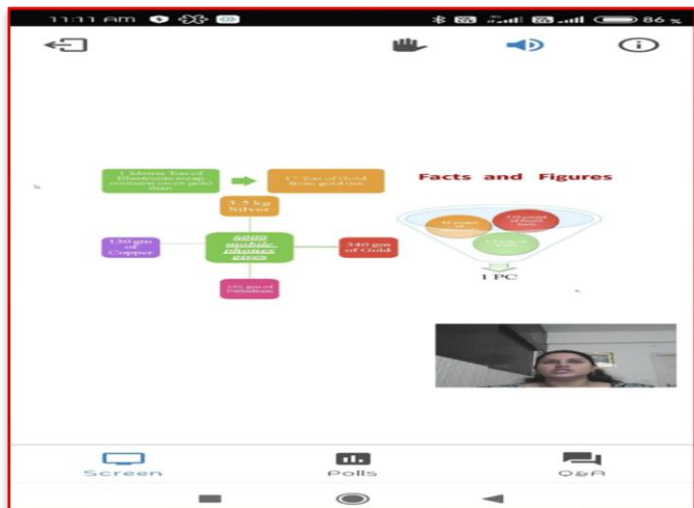 11:11 AM
86 %
1 Metric Ton of
Electronic scrap
contains more gold
than
17 Ton of Gold
from gold ore
Facts and Figures
3.5 kg
Silver
130 gm
of
Copper
6000
mobile
phones
gives
340 gm
of Gold
of
Palladium
1 PC
Screen
Polls
Q&A